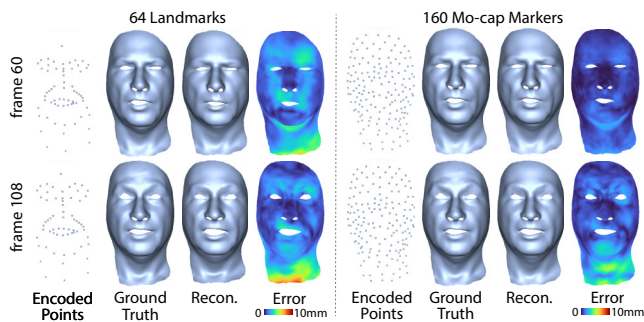 64 Landmarks
160 Mo-cap Markers
frame 60
frame 108
Encoded
Points
Ground
Truth
Recon.
Error
0 10mm
Encoded
Points
Ground
Truth
Recon.
Error
0 10mm